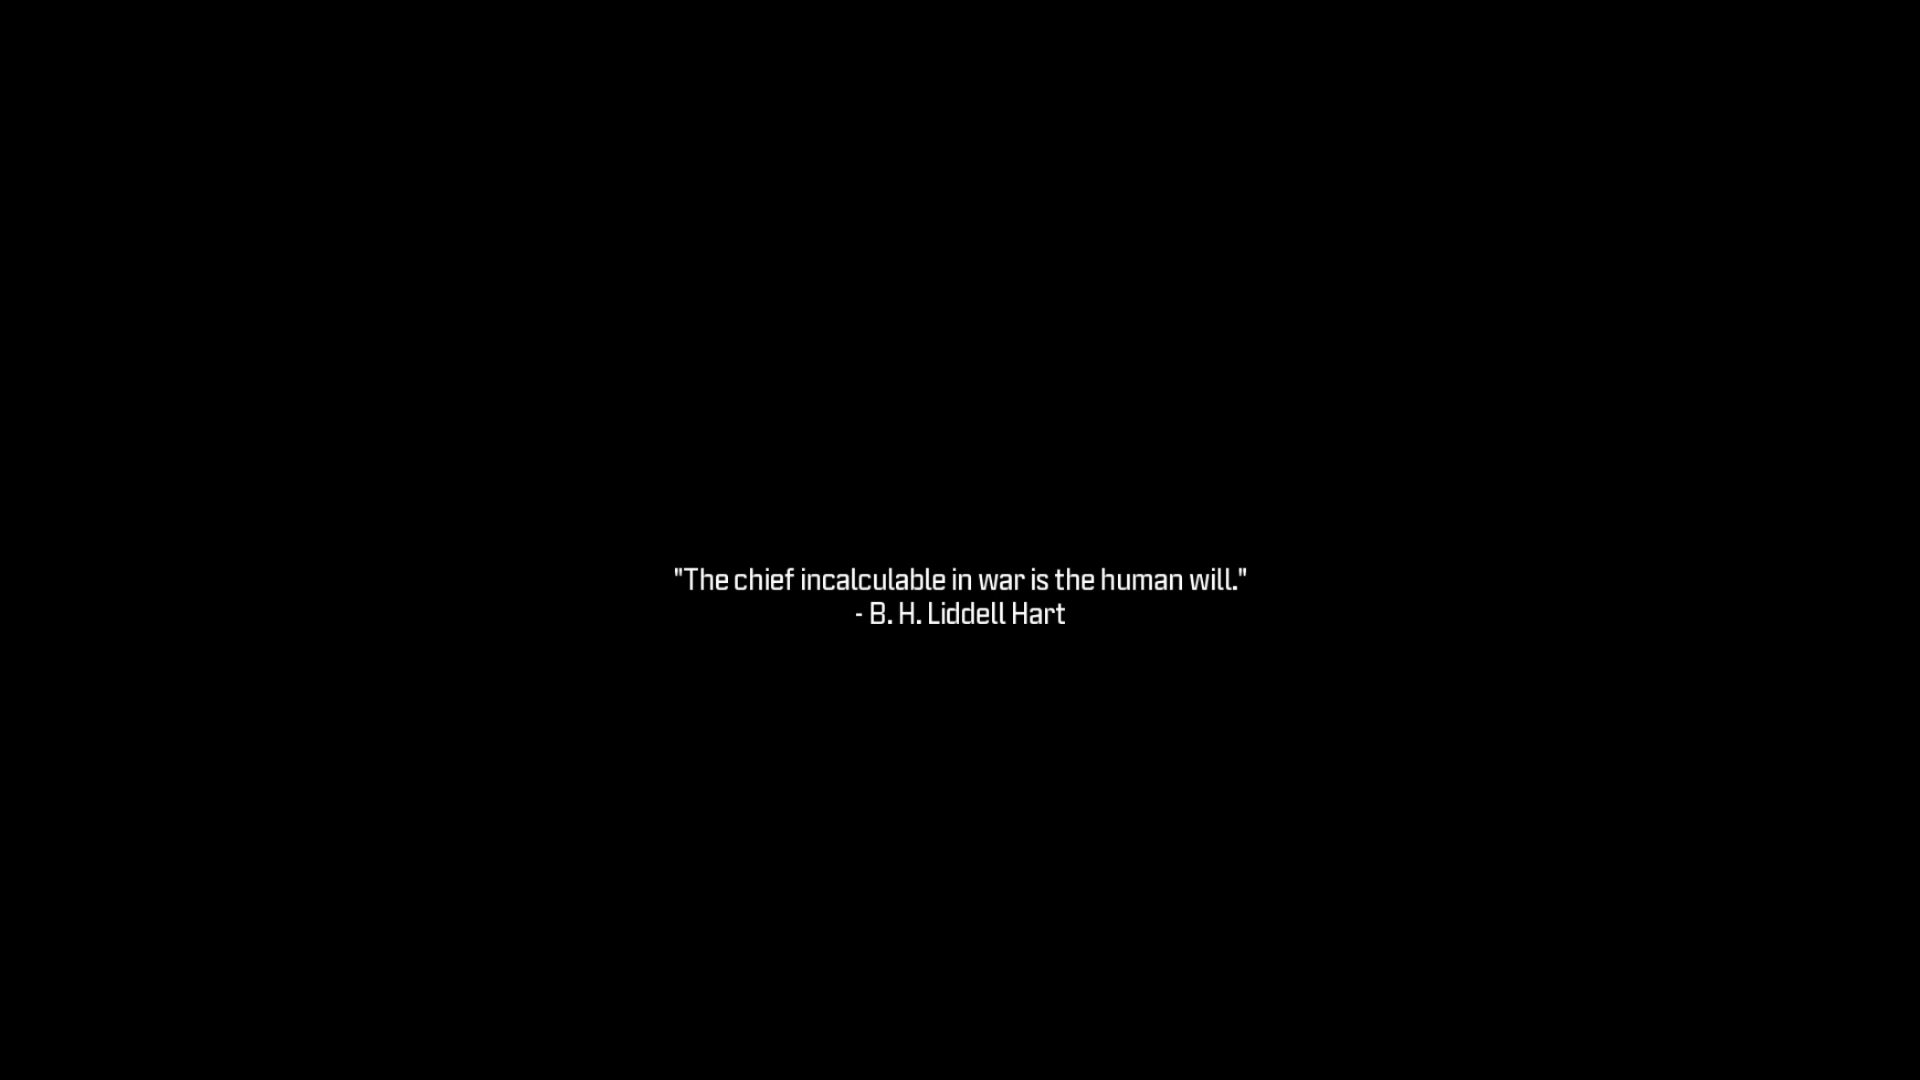 "The chief incalculable in war is the human will."
- B. H. Liddell Hart